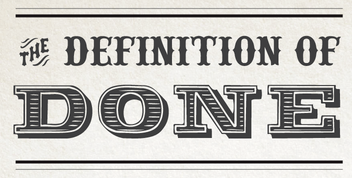 THE DEFINITION OF
DONE